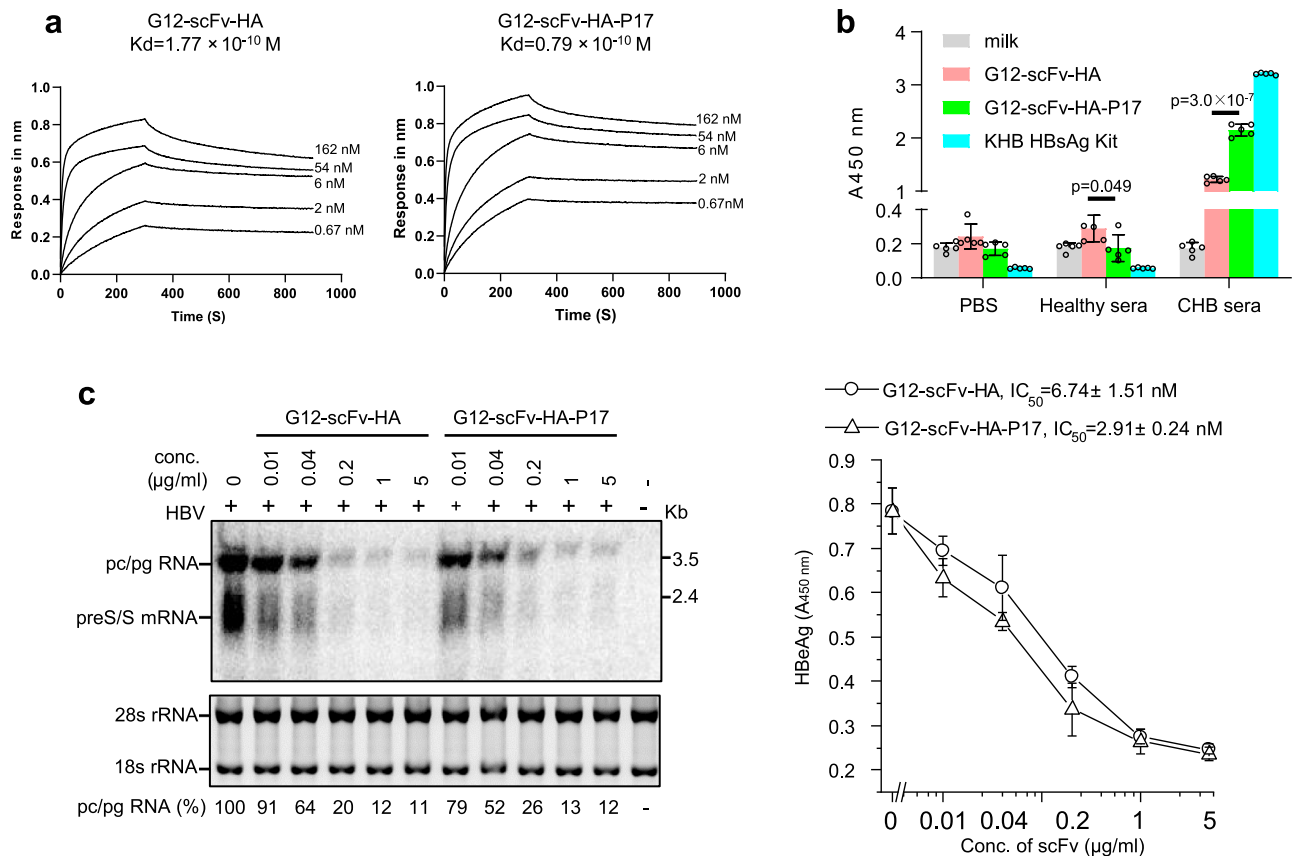 a
G12-scFv-HA
Kd=1.77 × 10-10 M
G12-scFv-HA-P17
Kd=0.79 × 10-10 M
Response in nm
1.0
0.8
0.6
0.4
0.2
0.0
162 nM
54 nM
6 nM
2 nM
0.67 nM
0 200 400 600 800 1000
Time (S)
Response in nm
1.0
0.8
0.6
0.4
0.2
0.0
162 nM
54 nM
6 nM
2 nM
0.67nM
0 200 400 600 800 1000
Time (S)
b
milk
G12-scFv-HA
G12-scFv-HA-P17
KHB HBsAg Kit
A450 nm
4
3
2
1
0.4
0.2
0.0
p=0.049
p=3.0×10-7
PBS Healthy sera CHB sera
c
G12-scFv-HA G12-scFv-HA-P17
conc.
(µg/ml)
0 0.01 0.04 0.2 1 5 0.01 0.04 0.2 1 5 -
HBV + + + + + + + + + + + - Kb
pc/pg RNA 3.5
2.4
preS/S mRNA
28s rRNA
18s rRNA
pc/pg RNA (%) 100 91 64 20 12 11 79 52 26 13 12 -
G12-scFv-HA, IC50=6.74± 1.51 nM
G12-scFv-HA-P17, IC50=2.91± 0.24 nM
HBeAg (A450 nm)
0.9
0.8
0.7
0.6
0.5
0.4
0.3
0.2
0 0.01 0.04 0.2 1 5
Conc. of scFv (µg/ml)